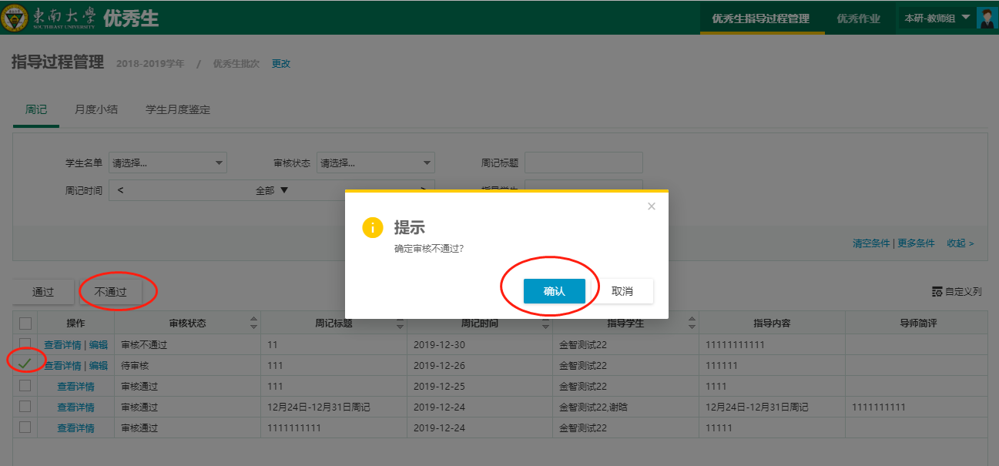 東南大學 优秀生 优秀生指导过程管理 优秀作业 本研-教师组
SOUTHEAST UNIVERSITY
指导过程管理 2018-2019学年 / 优秀生批次 更改
周记 月度小结 学生月度鉴定
学生名单 请选择... 审核状态 请选择... 周记标题
周记时间 < 全部 > 指导学生
提示
确定审核不通过?
确认 取消
清空条件 | 更多条件 收起 >
通过 不通过 自定义列
操作 审核状态 周记标题 周记时间 指导学生 指导内容 导师简评
查看详情 | 编辑 审核不通过 11 2019-12-30 金智测试22 11111111111
查看详情 | 编辑 待审核 111 2019-12-26 金智测试22 111111
查看详情 审核通过 111 2019-12-25 金智测试22 1111
查看详情 审核通过 12月24日-12月31日周记 2019-12-24 金智测试22,谢晗 12月24日-12月31日周记 1111111111
查看详情 审核通过 1111111111 2019-12-24 金智测试22 11111